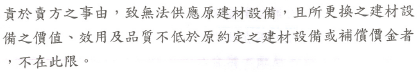 責於賣方之事由，致無法供應原建材設備，且所更換之建材設
備之價值、效用及品質不低於原約定之建材設備或補償價金者
，不在此限。